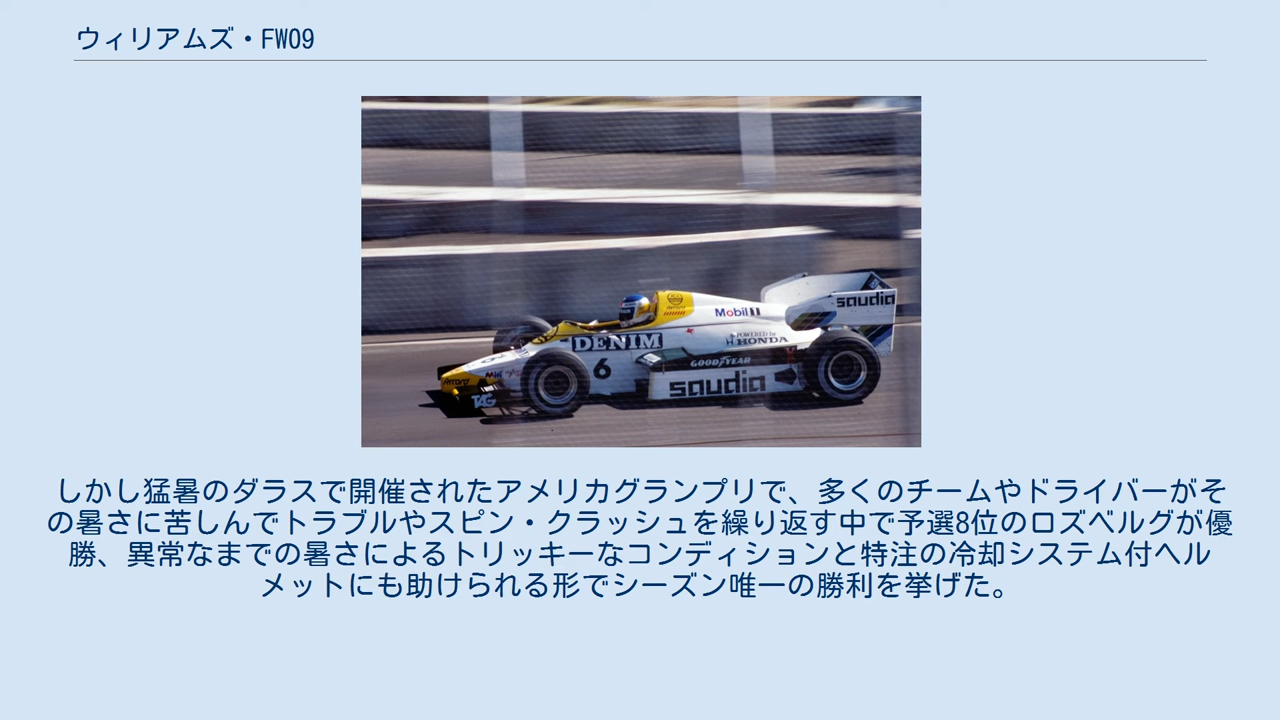 ウィリアムズ・FW09
saudia
Mobil 1
POWERED by
HONDA
DENIM
6
GOODYEAR
saudia
TAG
しかし猛暑のダラスで開催されたアメリカグランプリで、多くのチームやドライバーがそ
の暑さに苦しんでトラブルやスピン・クラッシュを繰り返す中で予選8位のロズベルグが優
勝、異常なまでの暑さによるトリッキーなコンディションと特注の冷却システム付ヘル
メットにも助けられる形でシーズン唯一の勝利を挙げた。